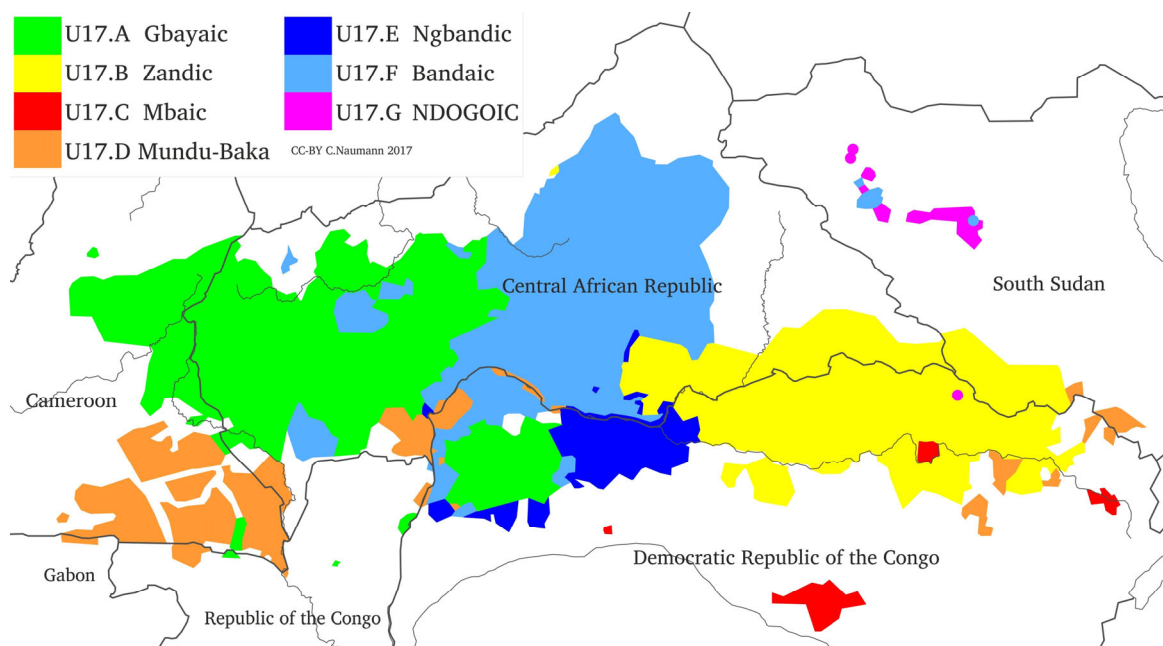 U17.A Gbayaic
U17.B Zandic
U17.C Mbaic
U17.D Mundu-Baka
U17.E Ngbandic
U17.F Bandaic
U17.G NDOGOIC
CC-BY C.Naumann 2017
Central African Republic
South Sudan
Cameroon
Democratic Republic of the Congo
Gabon
Republic of the Congo